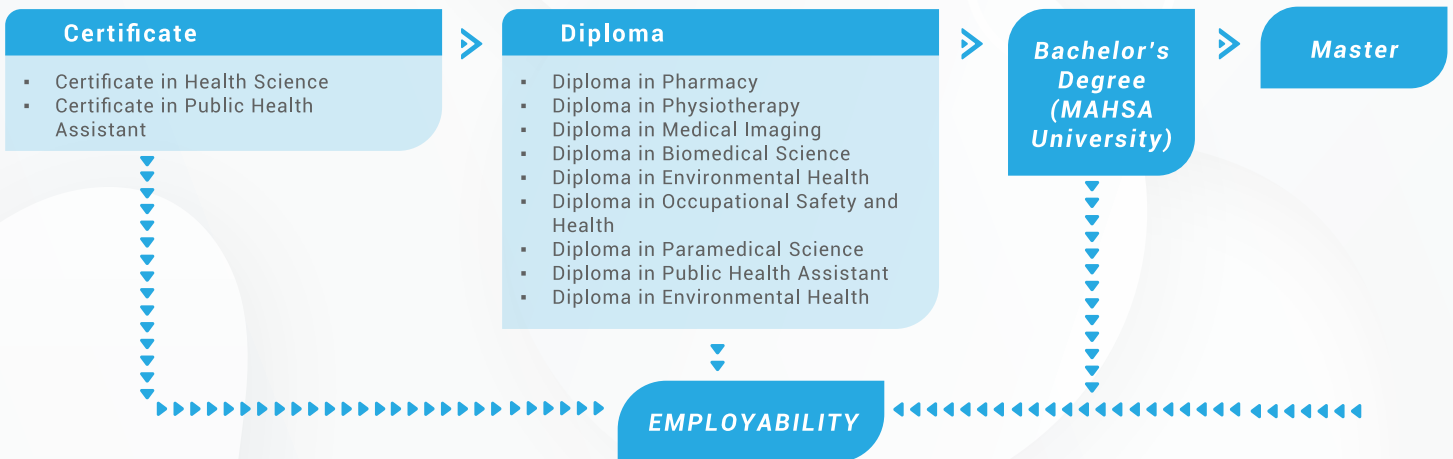 Certificate
▪ Certificate in Health Science
▪ Certificate in Public Health
Assistant
Diploma
▪ Diploma in Pharmacy
▪ Diploma in Physiotherapy
▪ Diploma in Medical Imaging
▪ Diploma in Biomedical Science
▪ Diploma in Environmental Health
▪ Diploma in Occupational Safety and
Health
▪ Diploma in Paramedical Science
▪ Diploma in Public Health Assistant
▪ Diploma in Environmental Health
Bachelor's
Degree
(MAHSA
University)
Master
EMPLOYABILITY